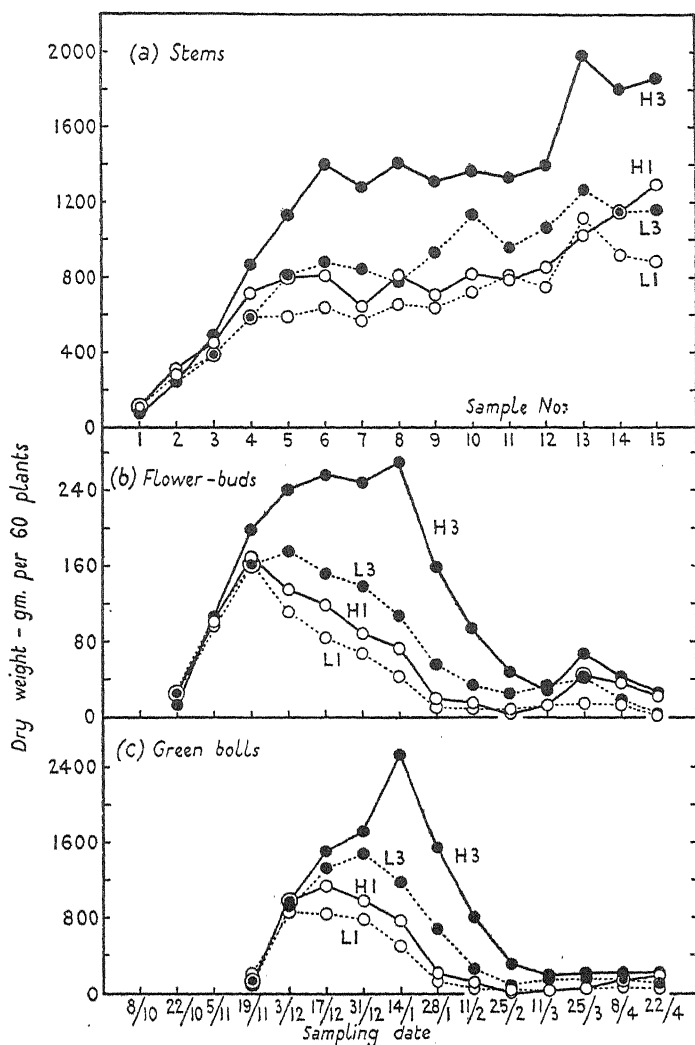 (a) Stems
2000
1600
1200
800
400
0
H3
H1
L3
L1
Sample Nos
1 2 3 4 5 6 7 8 9 10 11 12 13 14 15
Dry weight - gm. per 60 plants
(b) Flower-buds
240
160
80
0
H3
L3
H1
L1
(c) Green bolls
2400
1600
800
0
L3
H3
H1
L1
8/10 22/10 5/11 19/11 3/12 17/12 31/12 14/1 28/1 11/2 25/2 11/3 25/3 8/4 22/4
Sampling date